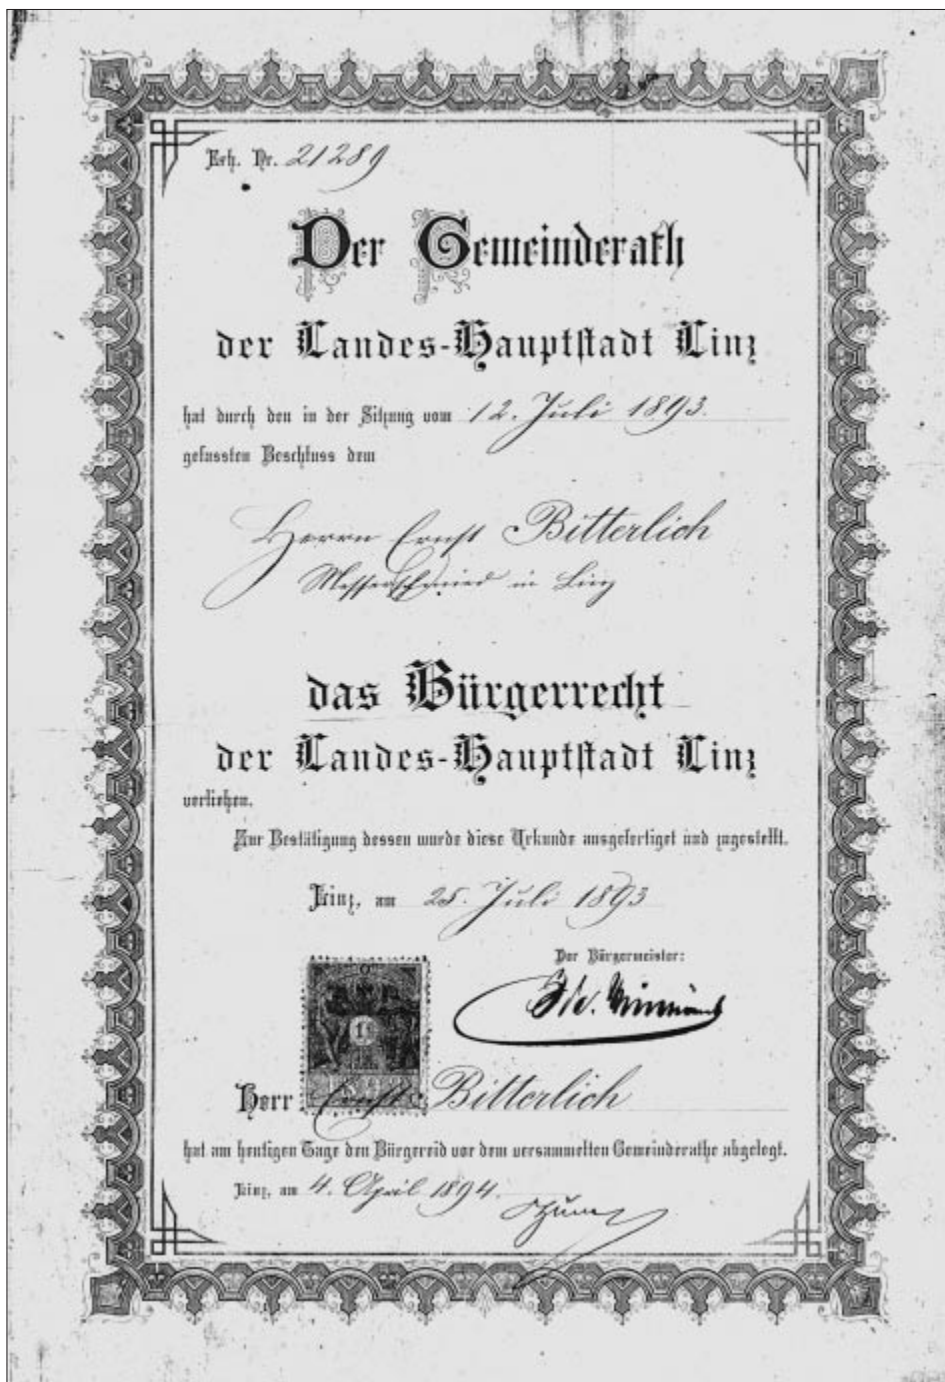 Exh. Nr. 21289
Der Gemeinderath
der Landes-Hauptstadt Linz
hat durch den in der Sitzung vom 12. Juli 1893.
gefassten Beschluss dem
Herrn Ernst Bitterlich
Messerschmied in Linz
das Bürgerrecht
der Landes-Hauptstadt Linz
verliehen.
Zur Bestätigung dessen wurde diese Urkunde ausgefertiget und zugestellt.
Linz, am 25. Juli 1893
Der Bürgermeister:
Herr Ernst Bitterlich
hat am heutigen Tage den Bürgereid vor dem versammelten Gemeinderathe abgelegt.
Linz, am 4. April 1894.